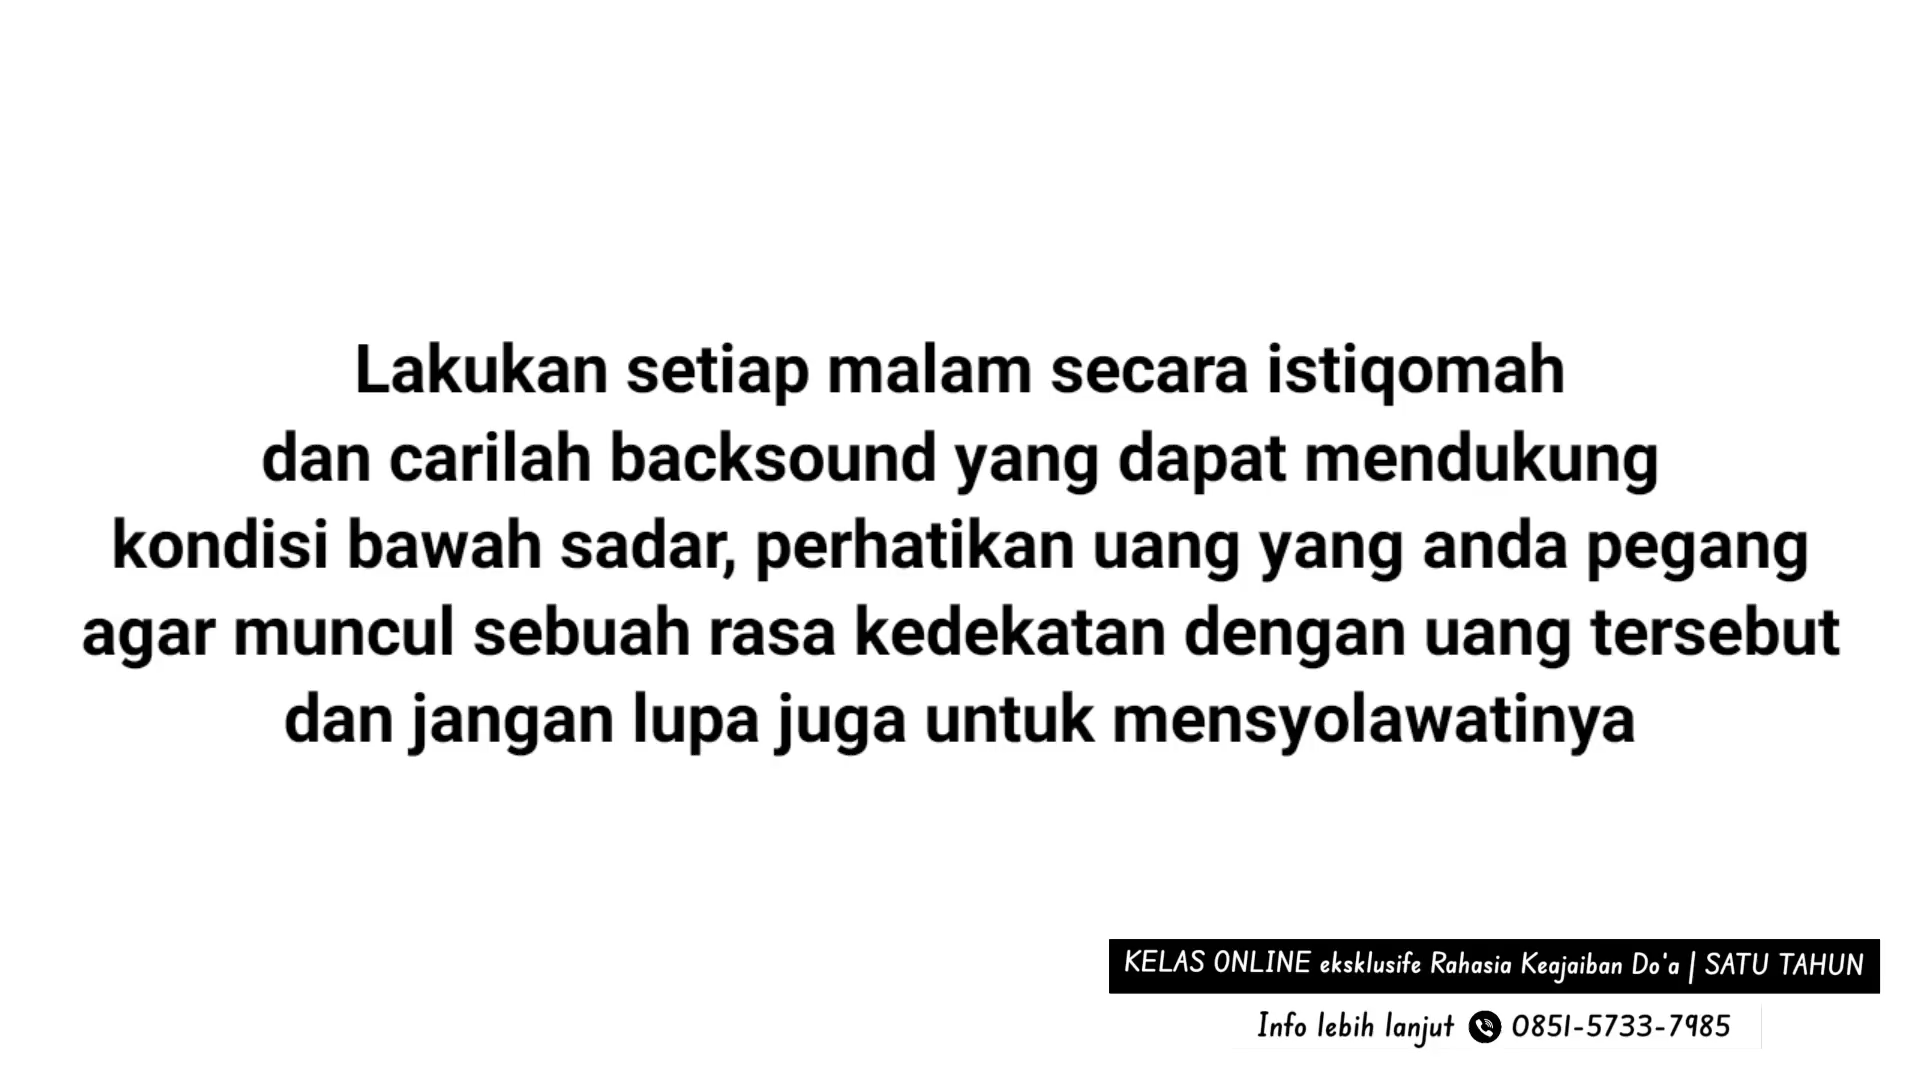 Lakukan setiap malam secara istiqomah
dan carilah backsound yang dapat mendukung
kondisi bawah sadar, perhatikan uang yang anda pegang
agar muncul sebuah rasa kedekatan dengan uang tersebut
dan jangan lupa juga untuk mensyolawatinya
KELAS ONLINE eksklusife Rahasia Keajaiban Do'a | SATU TAHUN
Info lebih lanjut 0851-5733-7985